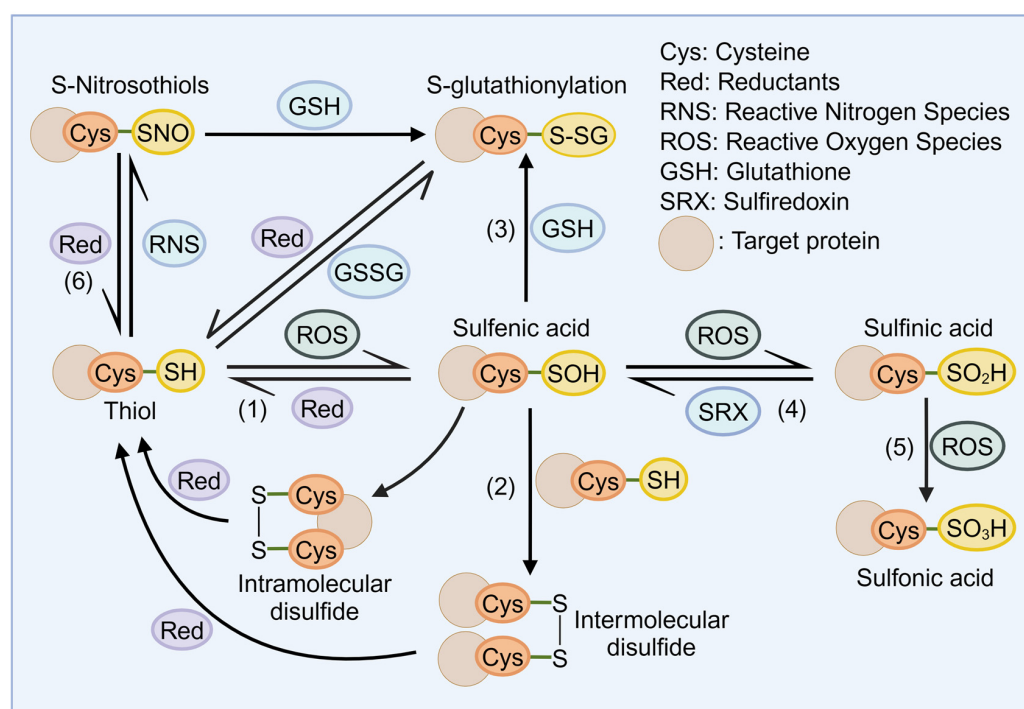 S-Nitrosothiols
Cys
SNO
GSH
S-glutathionylation
Cys
S-SG
Cys: Cysteine
Red: Reductants
RNS: Reactive Nitrogen Species
ROS: Reactive Oxygen Species
GSH: Glutathione
SRX: Sulfiredoxin
: Target protein
Red
(6)
RNS
Red
GSSG
(3)
GSH
Cys
SH
Thiol
ROS
(1)
Red
Sulfenic acid
Cys
SOH
ROS
SRX
(4)
Sulfinic acid
Cys
SO₂H
(5)
ROS
Cys
SO₃H
Sulfonic acid
Red
S
Cys
S
Cys
Intramolecular
disulfide
(2)
Cys
SH
Red
Cys
S
Cys
S
Intermolecular
disulfide